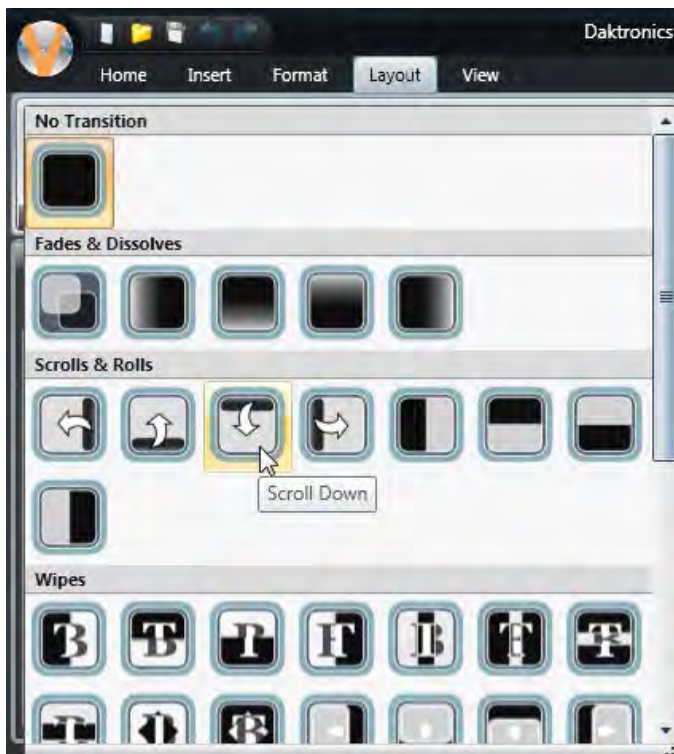 Daktronics
Home Insert Format Layout View
No Transition
Fades & Dissolves
Scrolls & Rolls
Scroll Down
Wipes